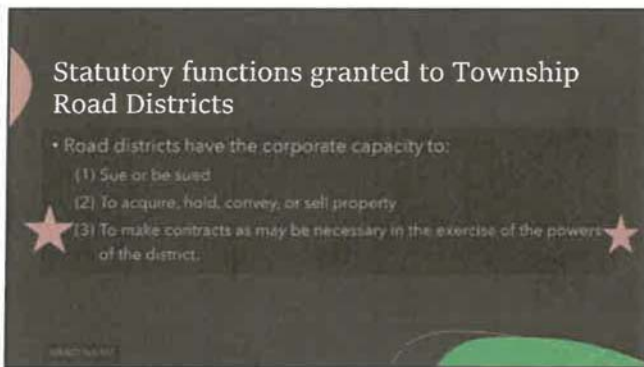 Statutory functions granted to Township
Road Districts
• Road districts have the corporate capacity to:
(1) Sue or be sued
(2) To acquire, hold, convey, or sell property
(3) To make contracts as may be necessary in the exercise of the powers
of the district.